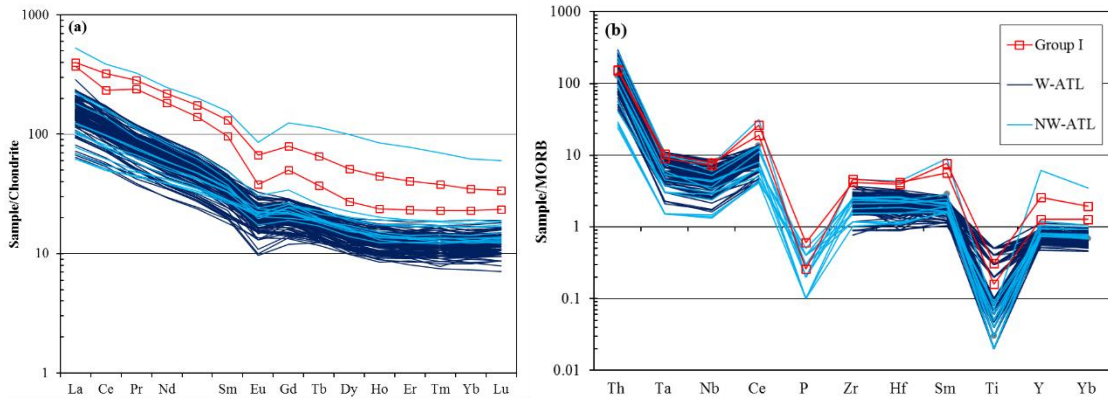 (a)
1000
100
10
1
Sample/Chondrite
La Ce Pr Nd Sm Eu Gd Tb Dy Ho Er Tm Yb Lu
(b)
1000
100
10
1
0.1
0.01
Sample/MORB
Group I
W-ATL
NW-ATL
Th Ta Nb Ce P Zr Hf Sm Ti Y Yb